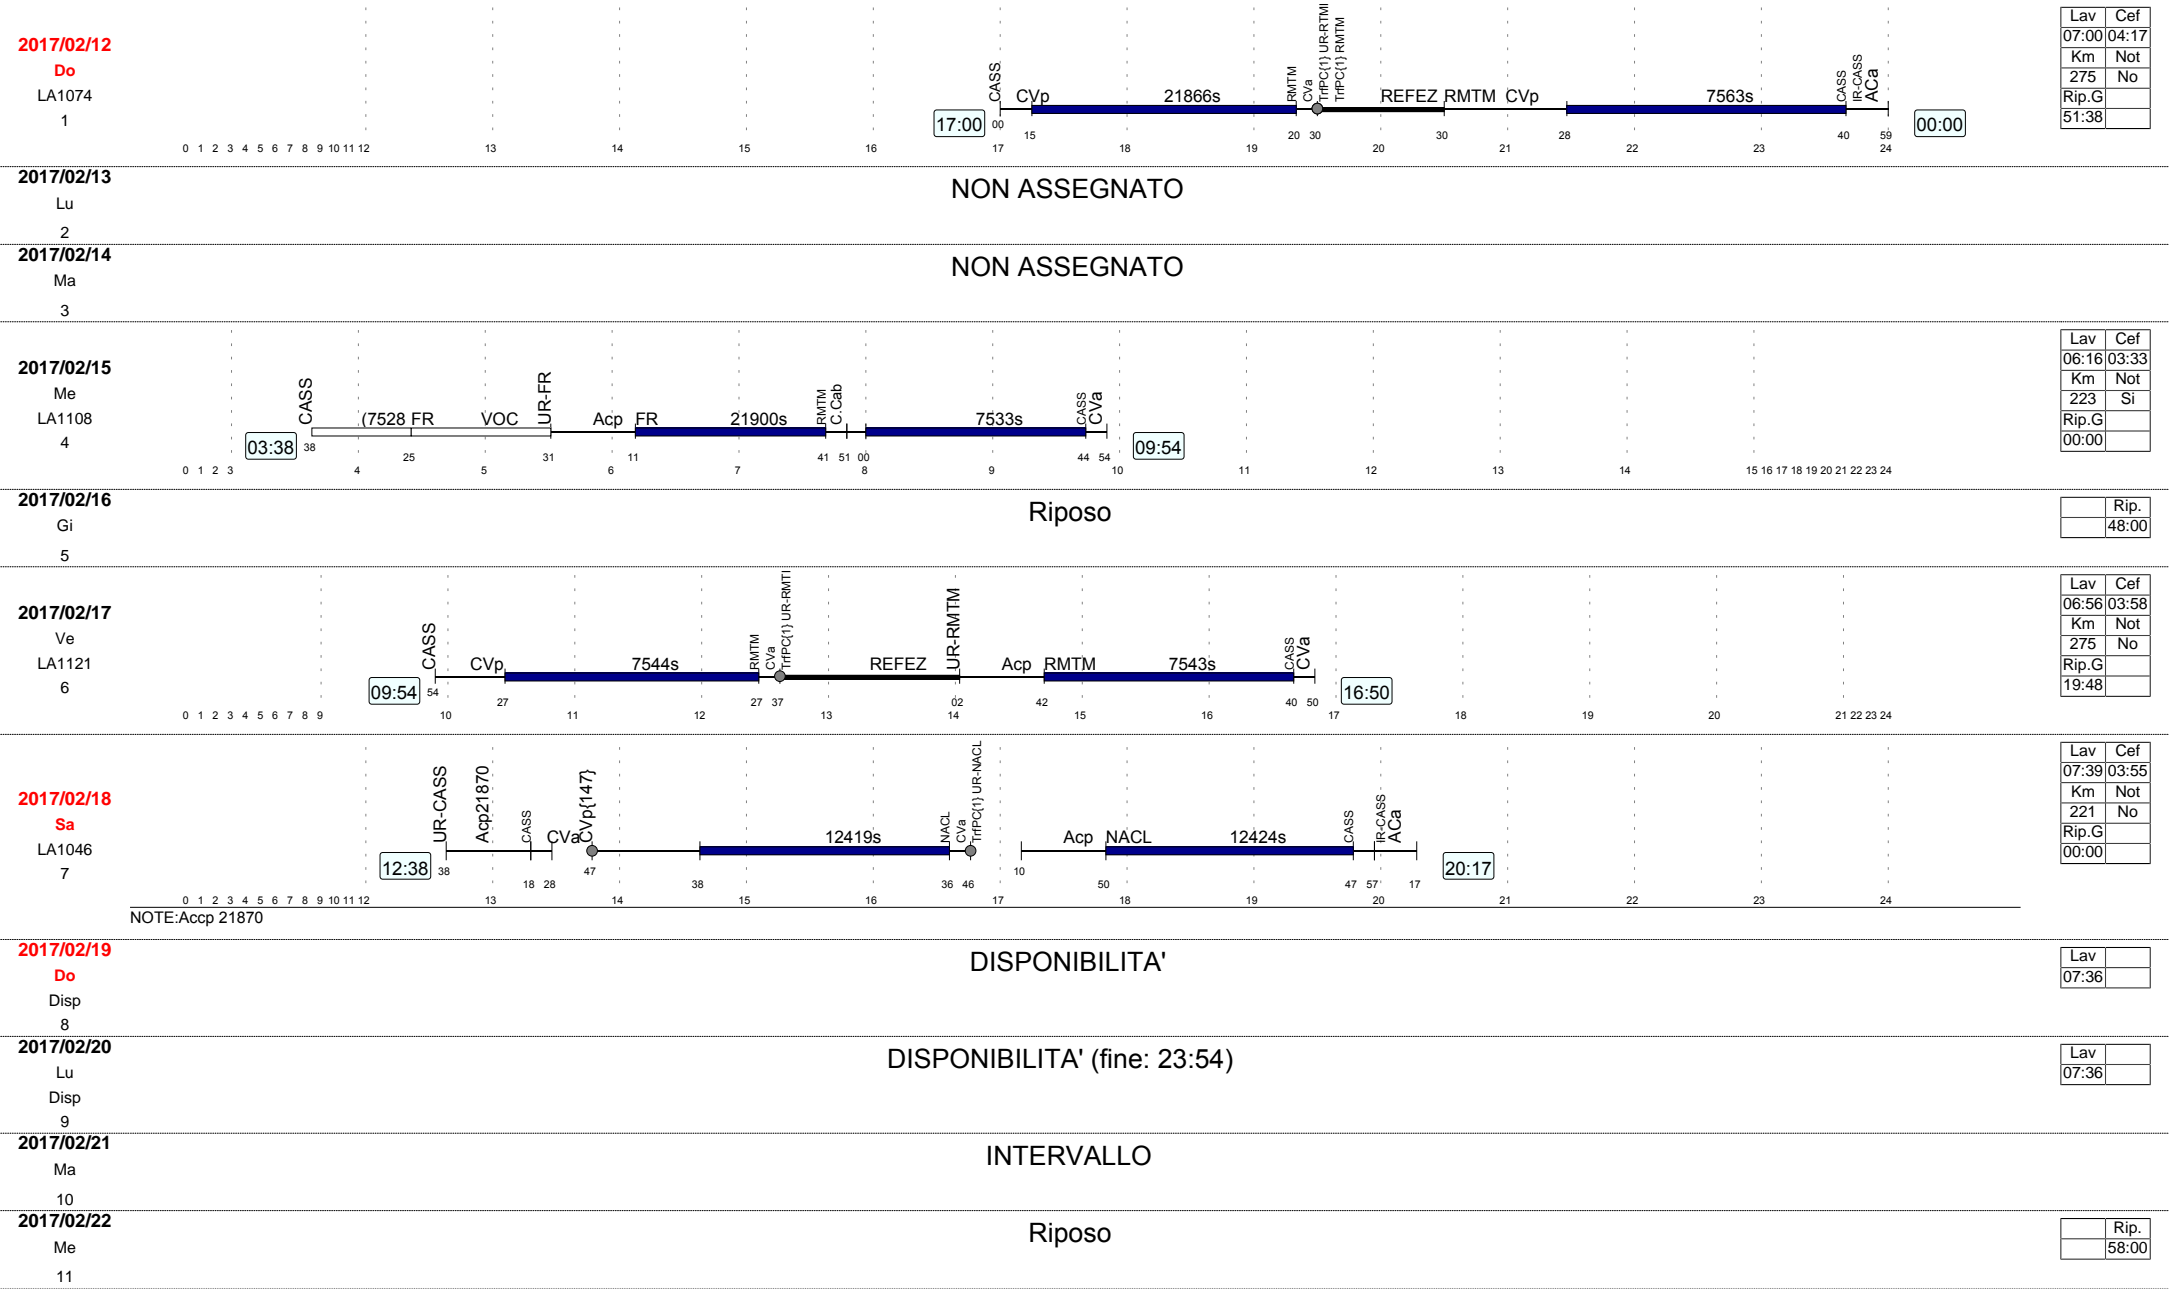 2017/02/12
Do
LA1074
1
17:00
CASS
CVp
21866s
RMTM
CVa
TrfPC{1} UR-RTMI
TrfPC{1} RMTM
REFEZ RMTM CVp
7563s
CASS
IR-CASS
ACa
00:00
00 15 20 30 30 28 40 59
0 1 2 3 4 5 6 7 8 9 10 11 12 13 14 15 16 17 18 19 20 21 22 23 24
Lav Cef
07:00 04:17
Km Not
275 No
Rip.G
51:38
2017/02/13
Lu
2
NON ASSEGNATO
2017/02/14
Ma
3
NON ASSEGNATO
2017/02/15
Me
LA1108
4
03:38
CASS
(7528 FR
VOC
UR-FR
Acp FR
21900s
RMTM
C.Cab
7533s
CASS
CVa
09:54
38 25 31 11 41 51 00 44 54
0 1 2 3 4 5 6 7 8 9 10 11 12 13 14 15 16 17 18 19 20 21 22 23 24
Lav Cef
06:16 03:33
Km Not
223 Si
Rip.G
00:00
2017/02/16
Gi
5
Riposo
Rip.
48:00
2017/02/17
Ve
LA1121
6
09:54
CASS
CVp
7544s
RMTM
CVa
TrfPC{1} UR-RMTI
REFEZ
UR-RMTM
Acp RMTM
7543s
CASS
CVa
16:50
54 27 27 37 02 42 40 50
0 1 2 3 4 5 6 7 8 9 10 11 12 13 14 15 16 17 18 19 20 21 22 23 24
Lav Cef
06:56 03:58
Km Not
275 No
Rip.G
19:48
2017/02/18
Sa
LA1046
7
12:38
UR-CASS
Acp21870
CASS
CVa
CVp{147}
12419s
NACL
CVa
TrfPC{1} UR-NACL
Acp NACL
12424s
CASS
IR-CASS
ACa
20:17
38 18 28 47 38 36 46 10 50 47 57 17
0 1 2 3 4 5 6 7 8 9 10 11 12 13 14 15 16 17 18 19 20 21 22 23 24
NOTE:Accp 21870
Lav Cef
07:39 03:55
Km Not
221 No
Rip.G
00:00
2017/02/19
Do
Disp
8
DISPONIBILITA'
Lav
07:36
2017/02/20
Lu
Disp
9
DISPONIBILITA' (fine: 23:54)
Lav
07:36
2017/02/21
Ma
10
INTERVALLO
2017/02/22
Me
11
Riposo
Rip.
58:00